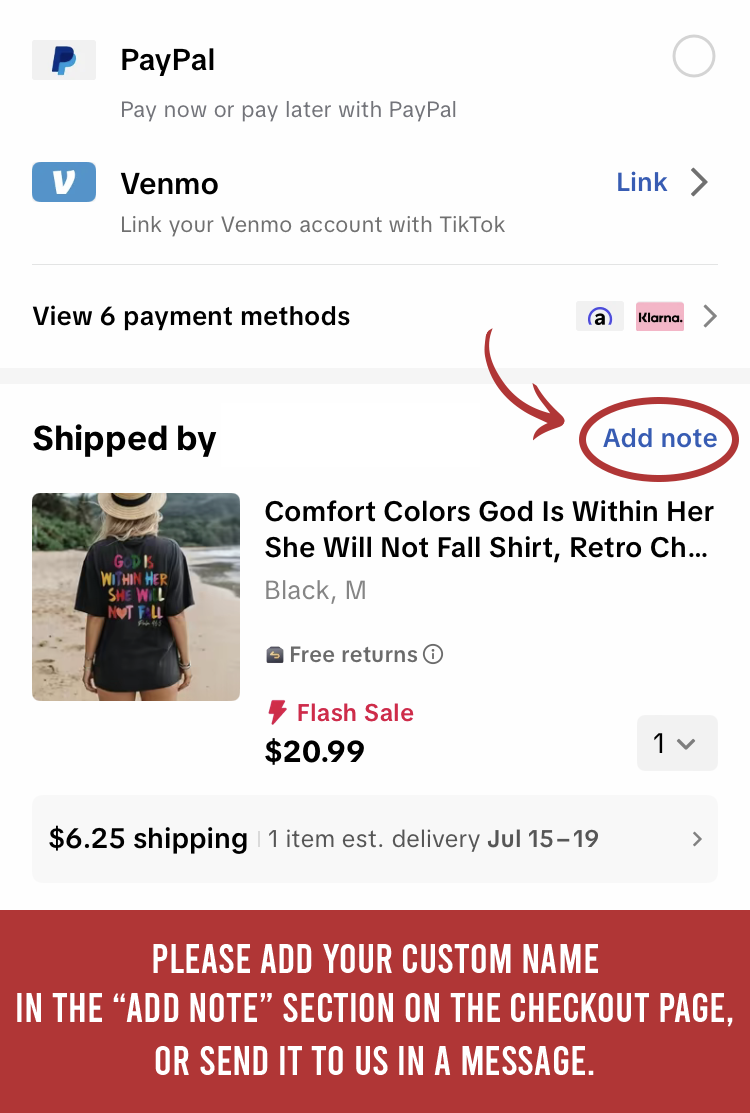 PayPal
Pay now or pay later with PayPal
Venmo
Link
Link your Venmo account with TikTok
View 6 payment methods
a
Klarna.
Shipped by
Add note
Comfort Colors God Is Within Her
She Will Not Fall Shirt, Retro Ch...
Black, M
GOD IS
WITHIN HER
SHE WILL
NOT FALL
Free returns
Flash Sale
$20.99
1
$6.25 shipping | 1 item est. delivery Jul 15–19
PLEASE ADD YOUR CUSTOM NAME
IN THE “ADD NOTE” SECTION ON THE CHECKOUT PAGE,
OR SEND IT TO US IN A MESSAGE.